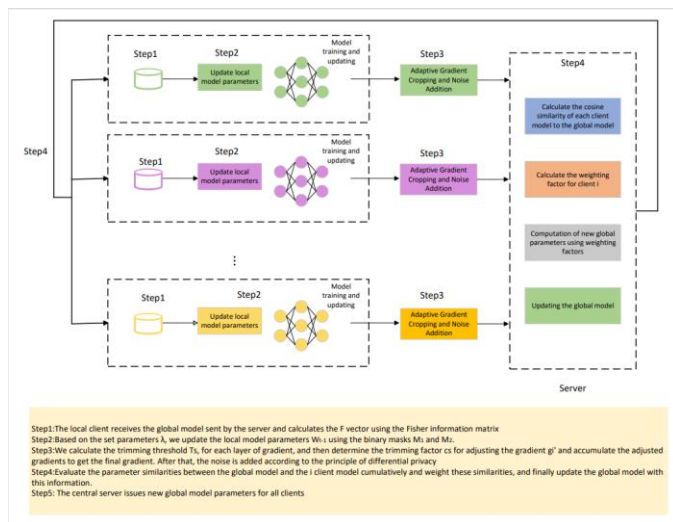 Step1
Step2
Model training and updating
Update local model parameters
Step3
Adaptive Gradient Cropping and Noise Addition
Step4
Calculate the cosine similarity of each client model to the global model
Step4
Step1
Step2
Model training and updating
Update local model parameters
Step3
Adaptive Gradient Cropping and Noise Addition
Calculate the weighting factor for client i
⋮
Computation of new global parameters using weighting factors
Step1
Step2
Model training and updating
Update local model parameters
Step3
Adaptive Gradient Cropping and Noise Addition
Updating the global model
Server
Step1:The local client receives the global model sent by the server and calculates the F vector using the Fisher information matrix
Step2:Based on the set parameters λ, we update the local model parameters Wₜ₋₁ using the binary masks M₁ and M₂.
Step3:We calculate the trimming threshold Ts, for each layer of gradient, and then determine the trimming factor cs for adjusting the gradient gi' and accumulate the adjusted
gradients to get the final gradient. After that, the noise is added according to the principle of differential privacy
Step4:Evaluate the parameter similarities between the global model and the i client model cumulatively and weight these similarities, and finally update the global model with
this information.
Step5: The central server issues new global model parameters for all clients